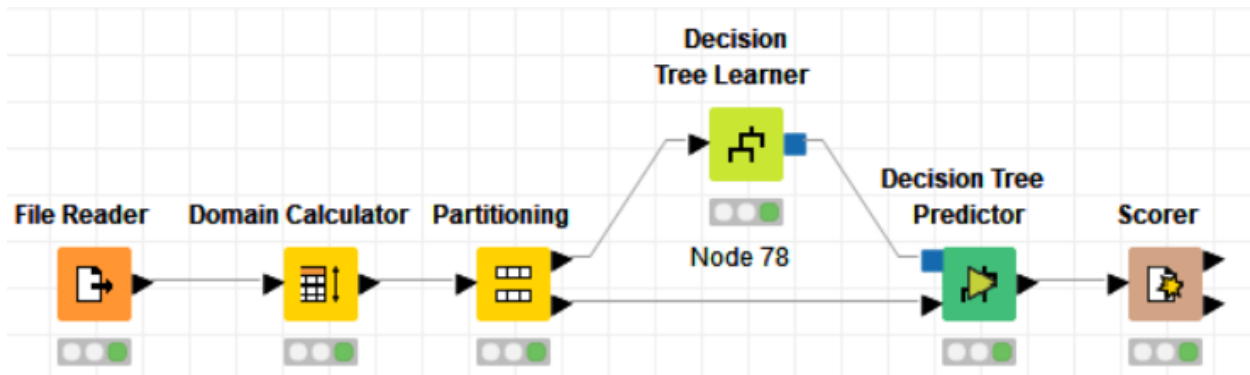 Decision
Tree Learner
Node 78
File Reader
Domain Calculator
Partitioning
Decision Tree
Predictor
Scorer